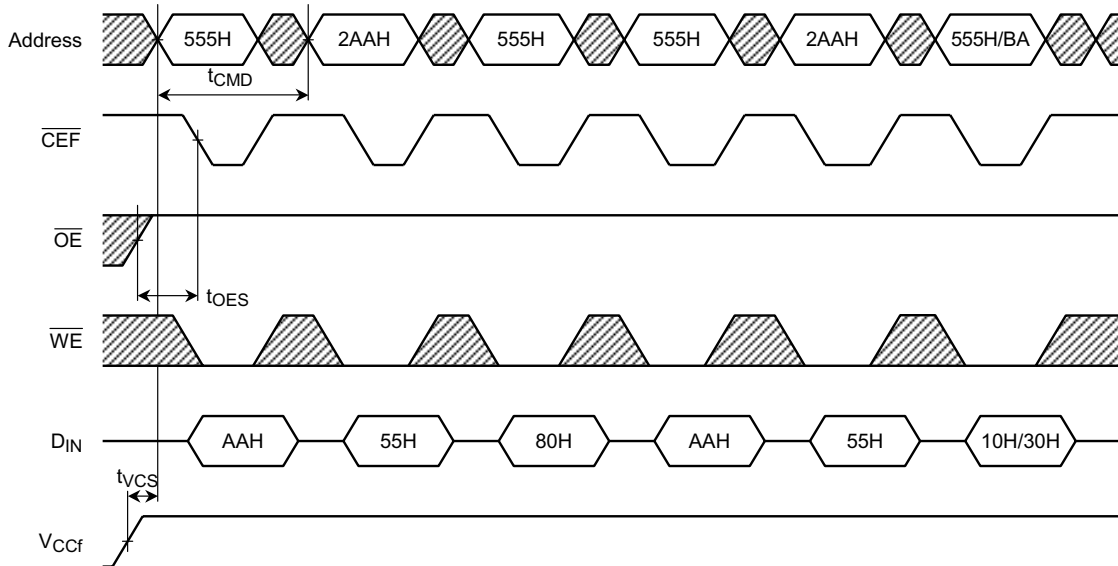 Address 555H 2AAH 555H 555H 2AAH 555H/BA
tCMD
CEF
OE
tOES
WE
DIN AAH 55H 80H AAH 55H 10H/30H
tVCS
VCCf